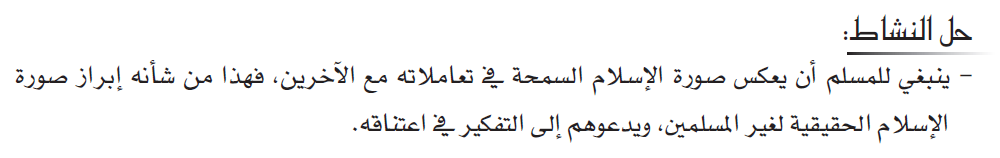 حل النشاط:
- ينبغي للمسلم أن يعكس صورة الإسلام السمحة في تعاملاته مع الآخرين، فهذا من شأنه إبراز صورة
الإسلام الحقيقية لغير المسلمين، ويدعوهم إلى التفكير في اعتناقه.